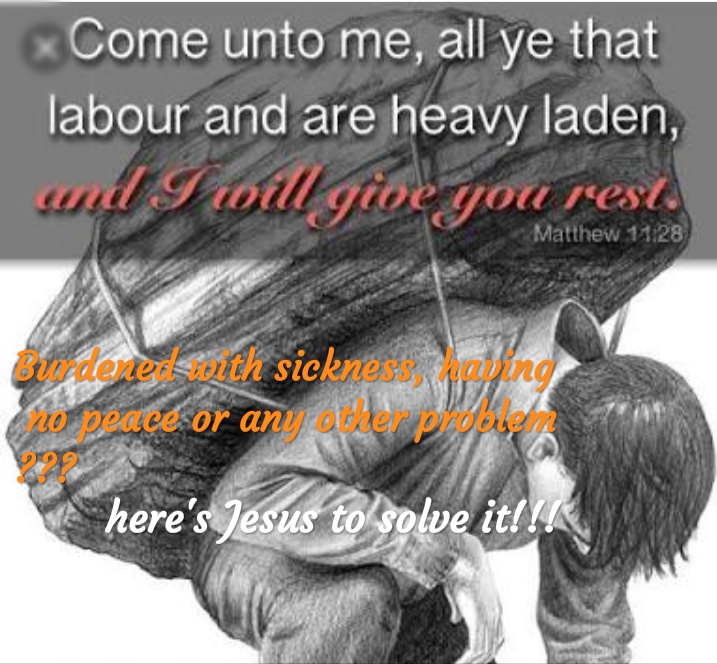 Come unto me, all ye that
labour and are heavy laden,
and I will give you rest.
Matthew 11:28
Burdened with sickness, having
no peace or any other problem
???
here's Jesus to solve it!!!